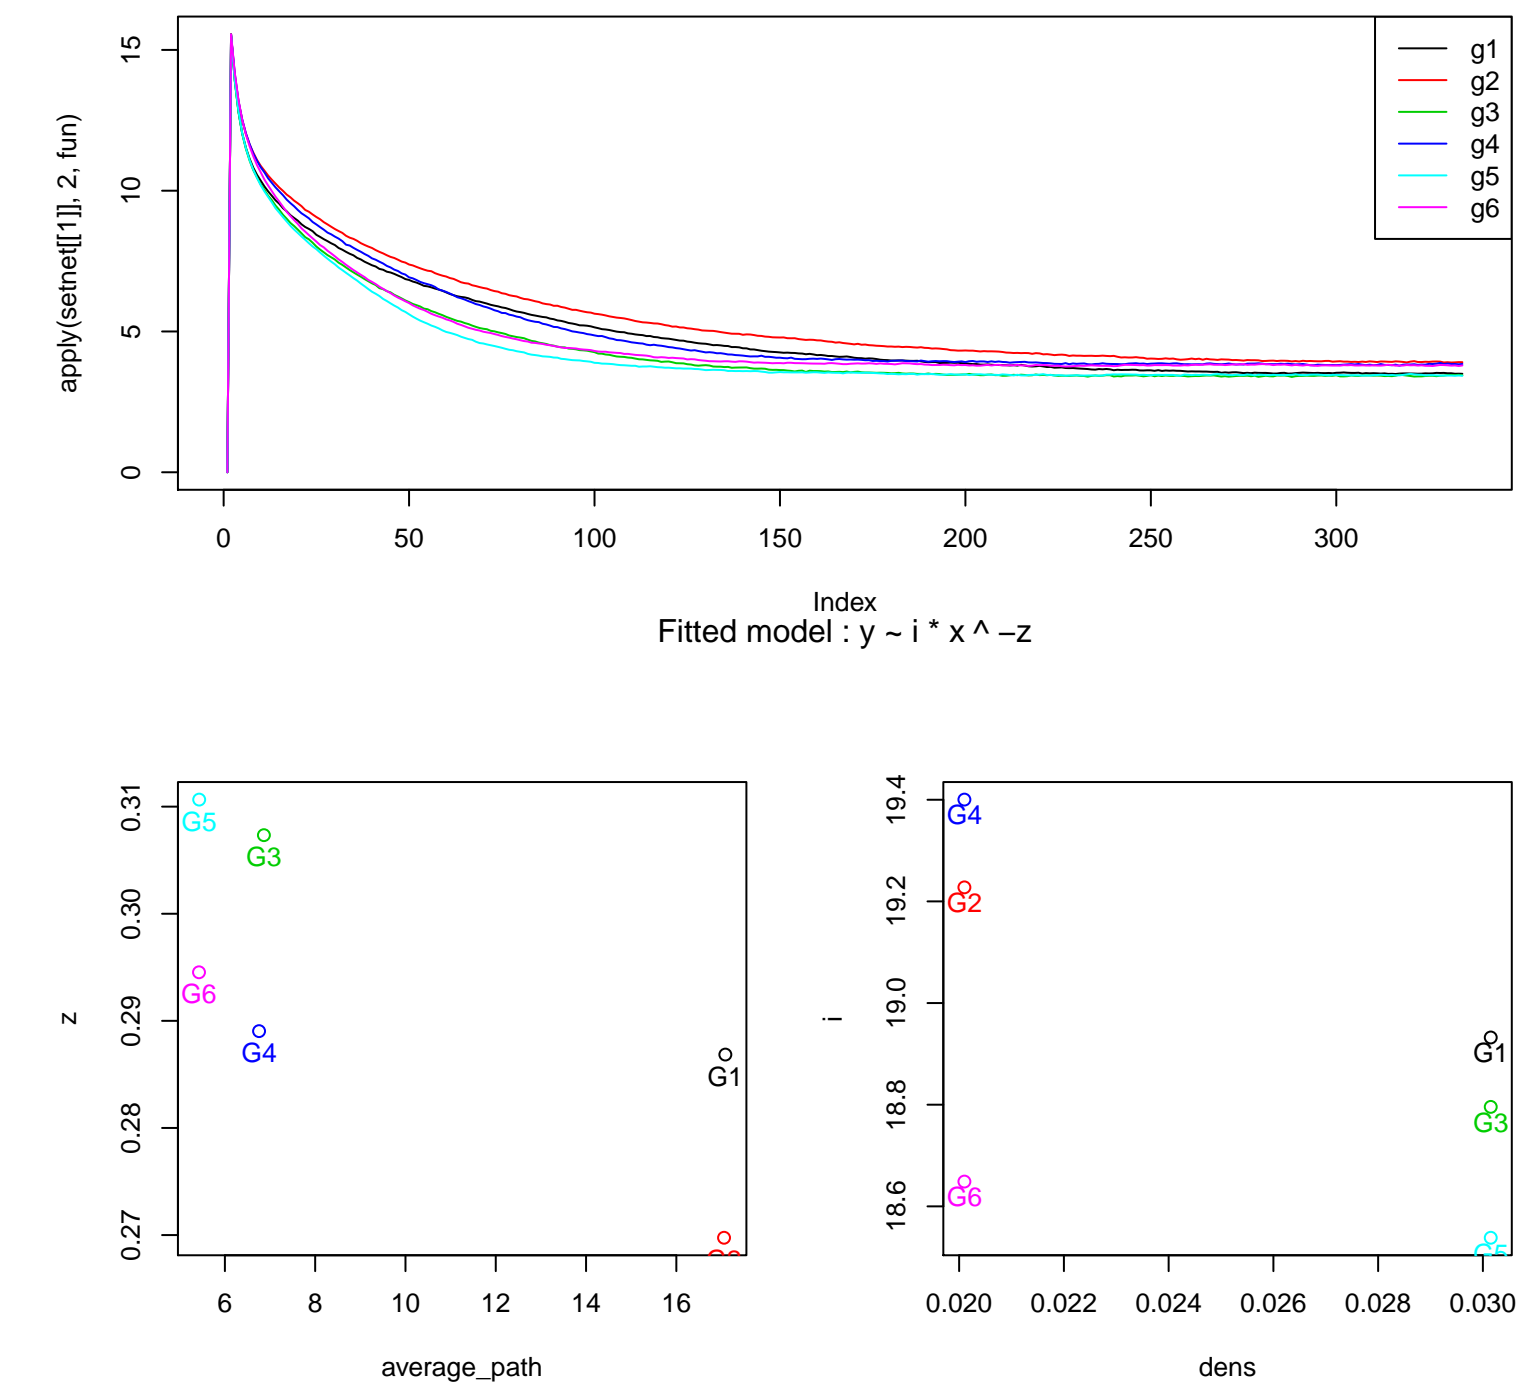 apply(setnet[[1]], 2, fun)
15
10
5
0
g1
g2
g3
g4
g5
g6
0 50 100 150 200 250 300
Index
Fitted model : y ~ i * x ^ −z
z
0.31
0.30
0.29
0.28
0.27
G5
G3
G6
G4
G1
6 8 10 12 14 16
average_path
i
19.4
19.2
19.0
18.8
18.6
G4
G2
G1
G3
G6
G5
0.020 0.022 0.024 0.026 0.028 0.030
dens